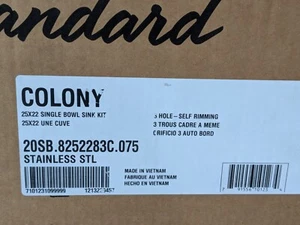 andard
COLONY
25X22 SINGLE BOWL SINK KIT
25X22 UNE CUVE
3 HOLE – SELF RIMMING
3 TROUS CADRE A MEME
ORIFICIO 3 AUTO BORD
20SB.8252283C.075
STAINLESS STL
MADE IN VIETNAM
FABRIQUE AU VIETNAM
HECHO EN VIETNAM